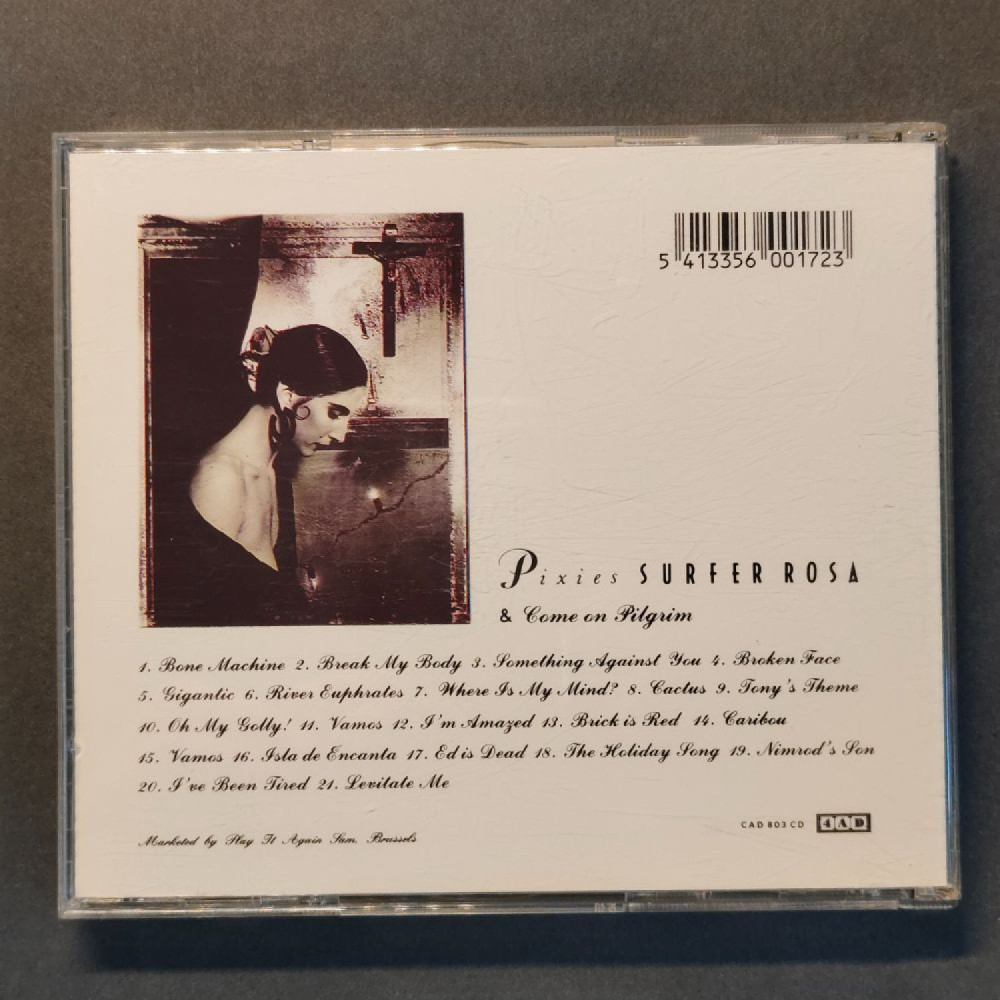 5 413356 001723
Pixies SURFER ROSA
& Come on Pilgrim
1. Bone Machine 2. Break My Body 3. Something Against You 4. Broken Face
5. Gigantic 6. River Euphrates 7. Where Is My Mind? 8. Cactus 9. Tony's Theme
10. Oh My Golly! 11. Vamos 12. I'm Amazed 13. Brick is Red 14. Caribou
15. Vamos 16. Isla de Encanta 17. Ed is Dead 18. The Holiday Song 19. Nimrod's Son
20. I've Been Tired 21. Levitate Me
CAD 803 CD 4AD
Marketed by Play It Again Sam. Brussels